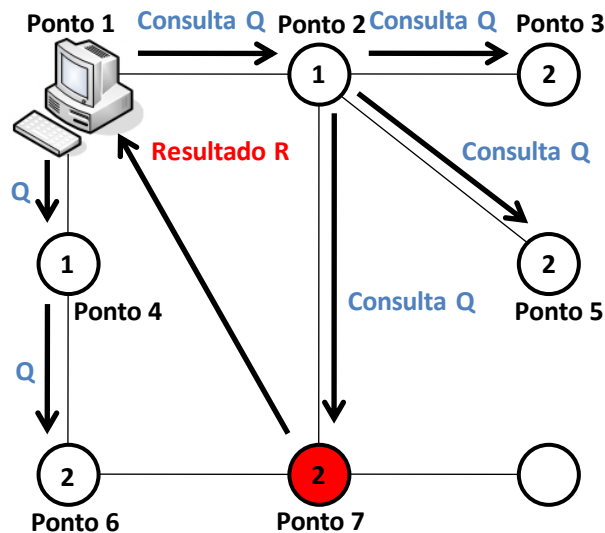 Ponto 1
Consulta Q
Ponto 2
Consulta Q
Ponto 3
1
2
Resultado R
Consulta Q
Q
1
2
Ponto 4
Consulta Q
Ponto 5
Q
2
2
Ponto 6
Ponto 7